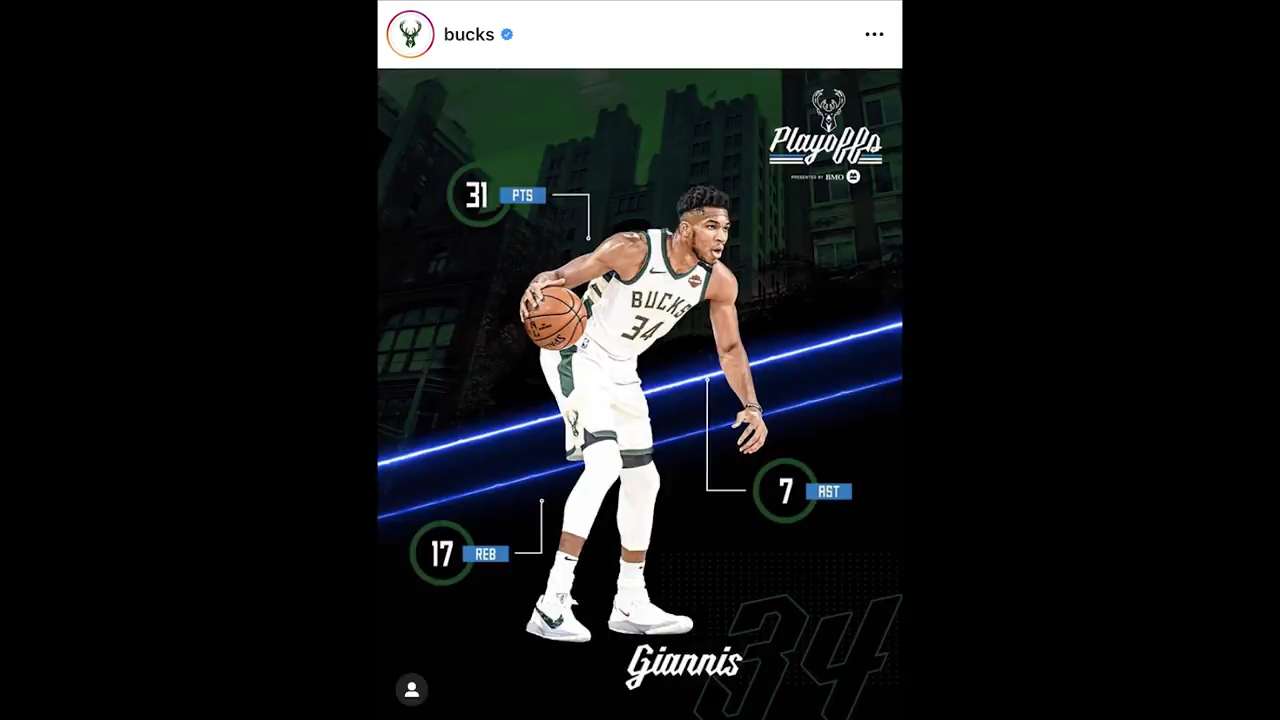 bucks
Playoffs
PRESENTED BY BMO
31 PTS
BUCKS
34
7 AST
17 REB
34
Giannis